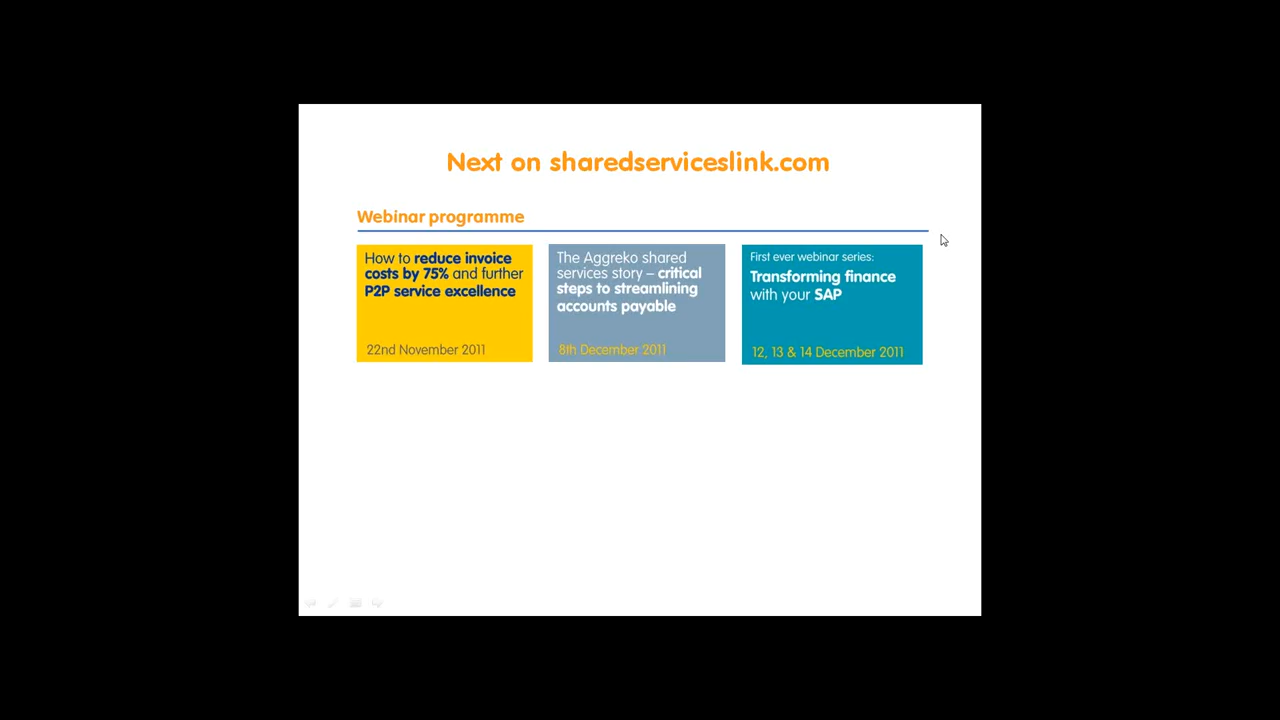 Next on sharedserviceslink.com
Webinar programme
How to reduce invoice
costs by 75% and further
P2P service excellence
22nd November 2011
The Aggreko shared
services story – critical
steps to streamlining
accounts payable
8th December 2011
First ever webinar series:
Transforming finance
with your SAP
12, 13 & 14 December 2011